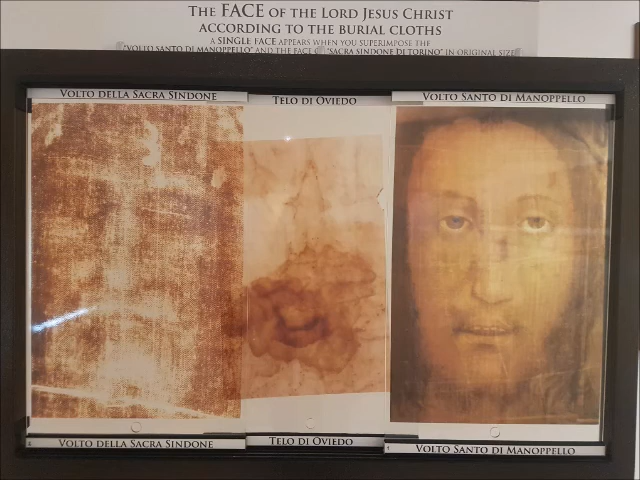 The FACE of the Lord Jesus Christ
according to the burial cloths
a single face appears when you superimpose the
"Volto Santo di Manoppello" and the face of "Sacra Sindone di Torino" in original size
Volto della Sacra Sindone
Telo di Oviedo
Volto Santo di Manoppello
Volto della Sacra Sindone
Telo di Oviedo
Volto Santo di Manoppello